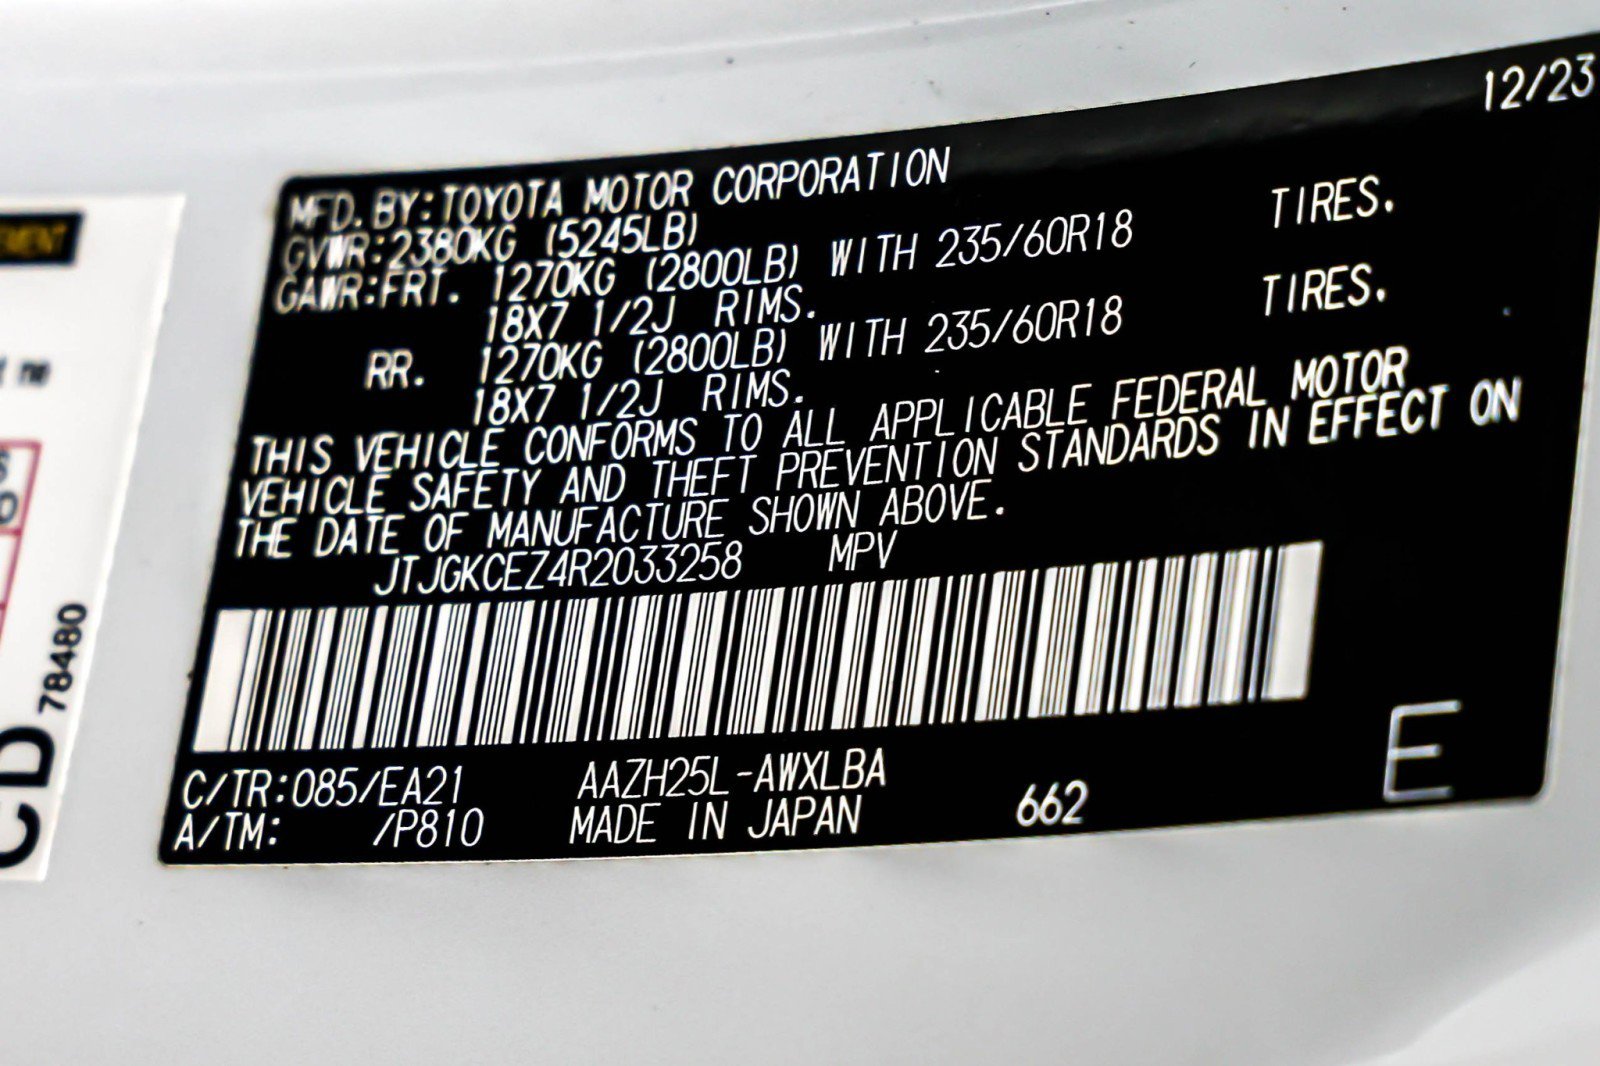 12/23
MFD. BY: TOYOTA MOTOR CORPORATION
GVWR: 2380KG (5245LB)
GAWR: FRT. 1270KG (2800LB) WITH 235/60R18 TIRES.
18X7 1/2J RIMS.
RR. 1270KG (2800LB) WITH 235/60R18 TIRES.
18X7 1/2J RIMS.
THIS VEHICLE CONFORMS TO ALL APPLICABLE FEDERAL MOTOR
VEHICLE SAFETY AND THEFT PREVENTION STANDARDS IN EFFECT ON
THE DATE OF MANUFACTURE SHOWN ABOVE.
JTJGKCEZ4R2033258 MPV
C/TR: 085/EA21 AAZH25L-AWXLBA
A/TM: /P810 MADE IN JAPAN 662 E
78480